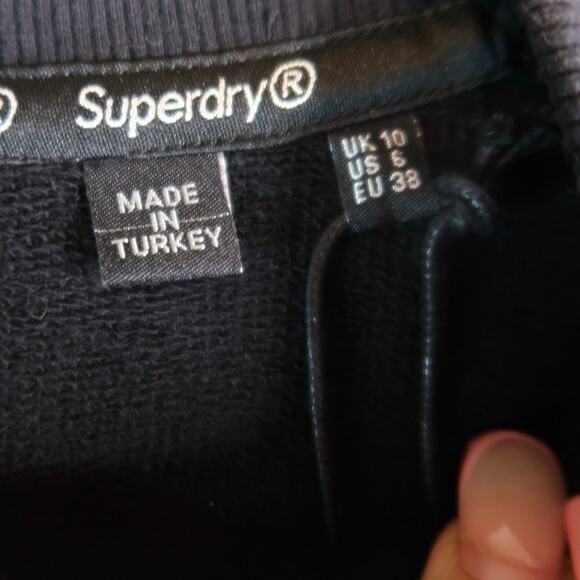 ® Superdry®
MADE
IN
TURKEY
UK 10
US 6
EU 38